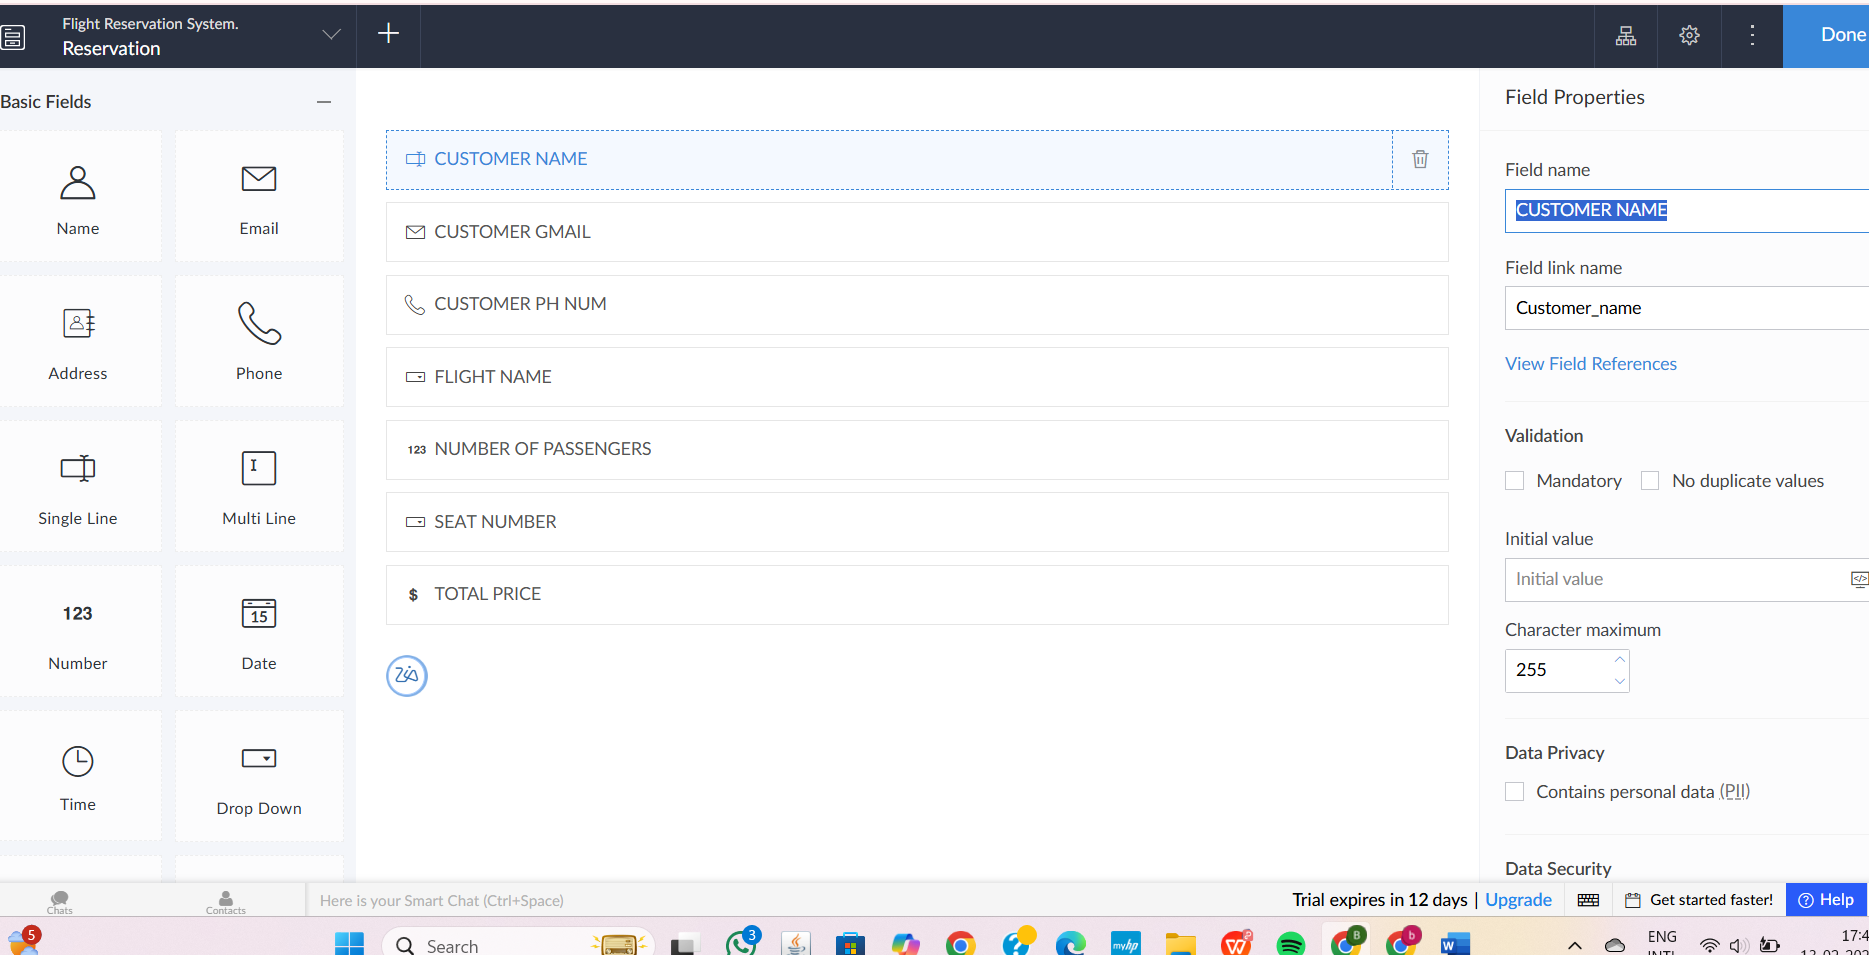 Flight Reservation System.
Reservation
Done
Basic Fields
Name
Email
Address
Phone
Single Line
Multi Line
123
Number
15
Date
Time
Drop Down
CUSTOMER NAME
CUSTOMER GMAIL
CUSTOMER PH NUM
FLIGHT NAME
123 NUMBER OF PASSENGERS
SEAT NUMBER
$ TOTAL PRICE
Zia
Field Properties
Field name
CUSTOMER NAME
Field link name
Customer_name
View Field References
Validation
Mandatory No duplicate values
Initial value
Initial value
Character maximum
255
Data Privacy
Contains personal data (PII)
Data Security
Chats
Contacts
Here is your Smart Chat (Ctrl+Space)
Trial expires in 12 days | Upgrade
Get started faster!
Help
5
Search
3
myhp
W
B
b
W
ENG
17:4